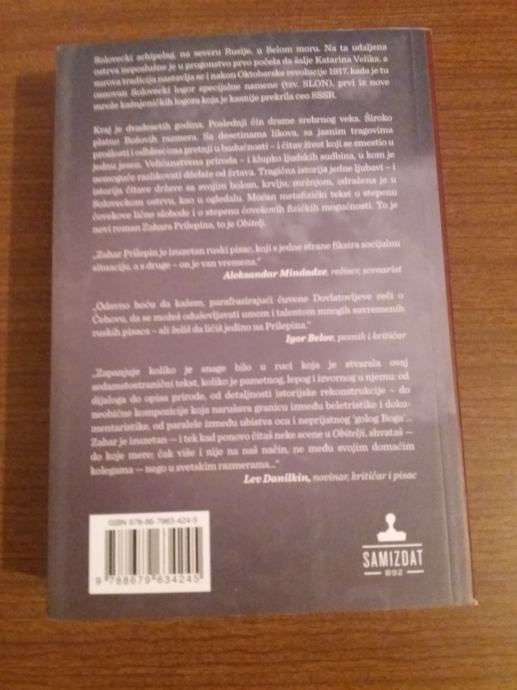 Solovecki arhipelag, na severu Rusije, u Belom moru. Na ta udaljena
ostrva neposlušne je u progonstvo prvo počela da šalje Katarina Velika, a
surova tradicija nastavlja se i nakon Oktobarske revolucije 1917, kada je tu
osnovan Solovecki logor specijalne namene (tzv. SLON), prvi iz nove
mreže kažnjeničkih logora koja je kasnije prekrila ceo SSSR.
Kraj je dvadesetih godina. Poslednji čin drame srebrnog veka. Široko
platno Bošovih razmera. Sa desetinama likova, sa jasnim tragovima
prošlosti i odblescima pretnji u budućnosti – i čitav život koji se smestio u
jednu jesen. Veličanstvena priroda – i klupko ljudskih sudbina, u kom je
nemoguće razlikovati dželate od žrtava. Tragična istorija jedne ljubavi – i
istorija čitave države sa svojim bolom, krvlju, mržnjom, odražena je u
Soloveckom ostrvu, kao u ogledalu. Moćan metafizički tekst o stepenu
čovekove lične slobode i o stepenu čovekovih fizičkih mogućnosti. To je
novi roman Zahara Prilepina, to je Obitelj.
„Zahar Prilepin je izuzetan ruski pisac, koji s jedne strane fiksira socijalnu
situaciju, a s druge – on je van vremena."
Aleksandar Mindadze, režiser, scenarist
„Odavno hoću da kažem, parafrazirajući čuvene Dovlatovljeve reči o
Čehovu, da se možeš oduševljavati umom i talentom mnogih savremenih
ruskih pisaca – ali želiš da ličiš jedino na Prilepina."
Igor Belov, pesnik i kritičar
„Zapanjuje koliko je snage bilo u ruci koja je stvarala ovaj
sedamstostranični tekst, koliko je pametnog, lepog i izvornog u njemu: od
dijaloga do opisa prirode, od detaljnosti istorijske rekonstrukcije – do
neobične kompozicije koja narušava granicu između beletristike i doku-
mentaristike, od paralele između ubistva oca i neprijatnog 'golog Boga'...
Zahar je izuzetan — i tek kad ponovo čitaš neke scene u Obitelji, shvataš —
do koje mere; čak više i nije na naš način, ne među svojim domaćim
kolegama — nego u svetskim razmerama..."
Lev Danilkin, novinar, kritičar i pisac
ISBN 978-86-7963-424-5
9 788679 634245
SAMIZDAT
B92